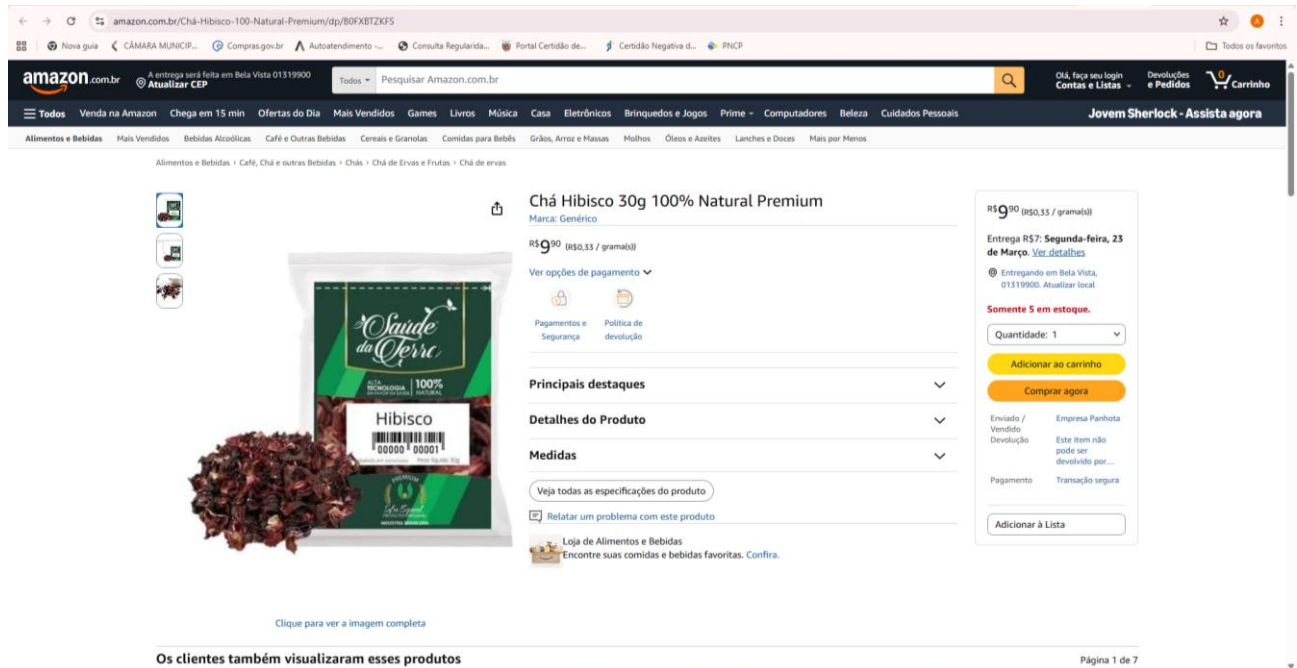 amazon.com.br/Chá-Hibisco-100-Natural-Premium/dp/B0FXBTZKFS
Nova guia CÂMARA MUNICIP... Compras.gov.br Autoatendimento -... Consulta Regularida... Portal Certidão de... Certidão Negativa d... PNCP Todos os favoritos
amazon.com.br
A entrega será feita em Bela Vista 01319900
Atualizar CEP
Todos Pesquisar Amazon.com.br
Olá, faça seu login
Contas e Listas
Devoluções
e Pedidos
0
Carrinho
Todos Venda na Amazon Chega em 15 min Ofertas do Dia Mais Vendidos Games Livros Música Casa Eletrônicos Brinquedos e Jogos Prime Computadores Beleza Cuidados Pessoais Jovem Sherlock - Assista agora
Alimentos e Bebidas Mais Vendidos Bebidas Alcoólicas Café e Outras Bebidas Cereais e Granolas Comidas para Bebês Grãos, Arroz e Massas Molhos Óleos e Azeites Lanches e Doces Mais por Menos
Alimentos e Bebidas › Café, Chá e outras Bebidas › Chás › Chá de Ervas e Frutas › Chá de ervas
Saúde
da Terra
ALTA
TECNOLOGIA
100%
NATURAL
Hibisco
00000 00001
Peso líquido 30g
PREMIUM
INDÚSTRIA BRASILEIRA
Clique para ver a imagem completa
Chá Hibisco 30g 100% Natural Premium
Marca: Genérico
R$990 (R$0,33 / grama(s))
Ver opções de pagamento
Pagamentos e
Segurança
Política de
devolução
Principais destaques
Detalhes do Produto
Medidas
Veja todas as especificações do produto
Relatar um problema com este produto
Loja de Alimentos e Bebidas
Encontre suas comidas e bebidas favoritas. Confira.
R$990 (R$0,33 / grama(s))
Entrega R$7: Segunda-feira, 23
de Março. Ver detalhes
Entregando em Bela Vista,
01319900. Atualizar local
Somente 5 em estoque.
Quantidade: 1
Adicionar ao carrinho
Comprar agora
Enviado / Empresa Panhota
Vendido
Devolução Este item não
pode ser
devolvido por...
Pagamento Transação segura
Adicionar à Lista
Os clientes também visualizaram esses produtos Página 1 de 7